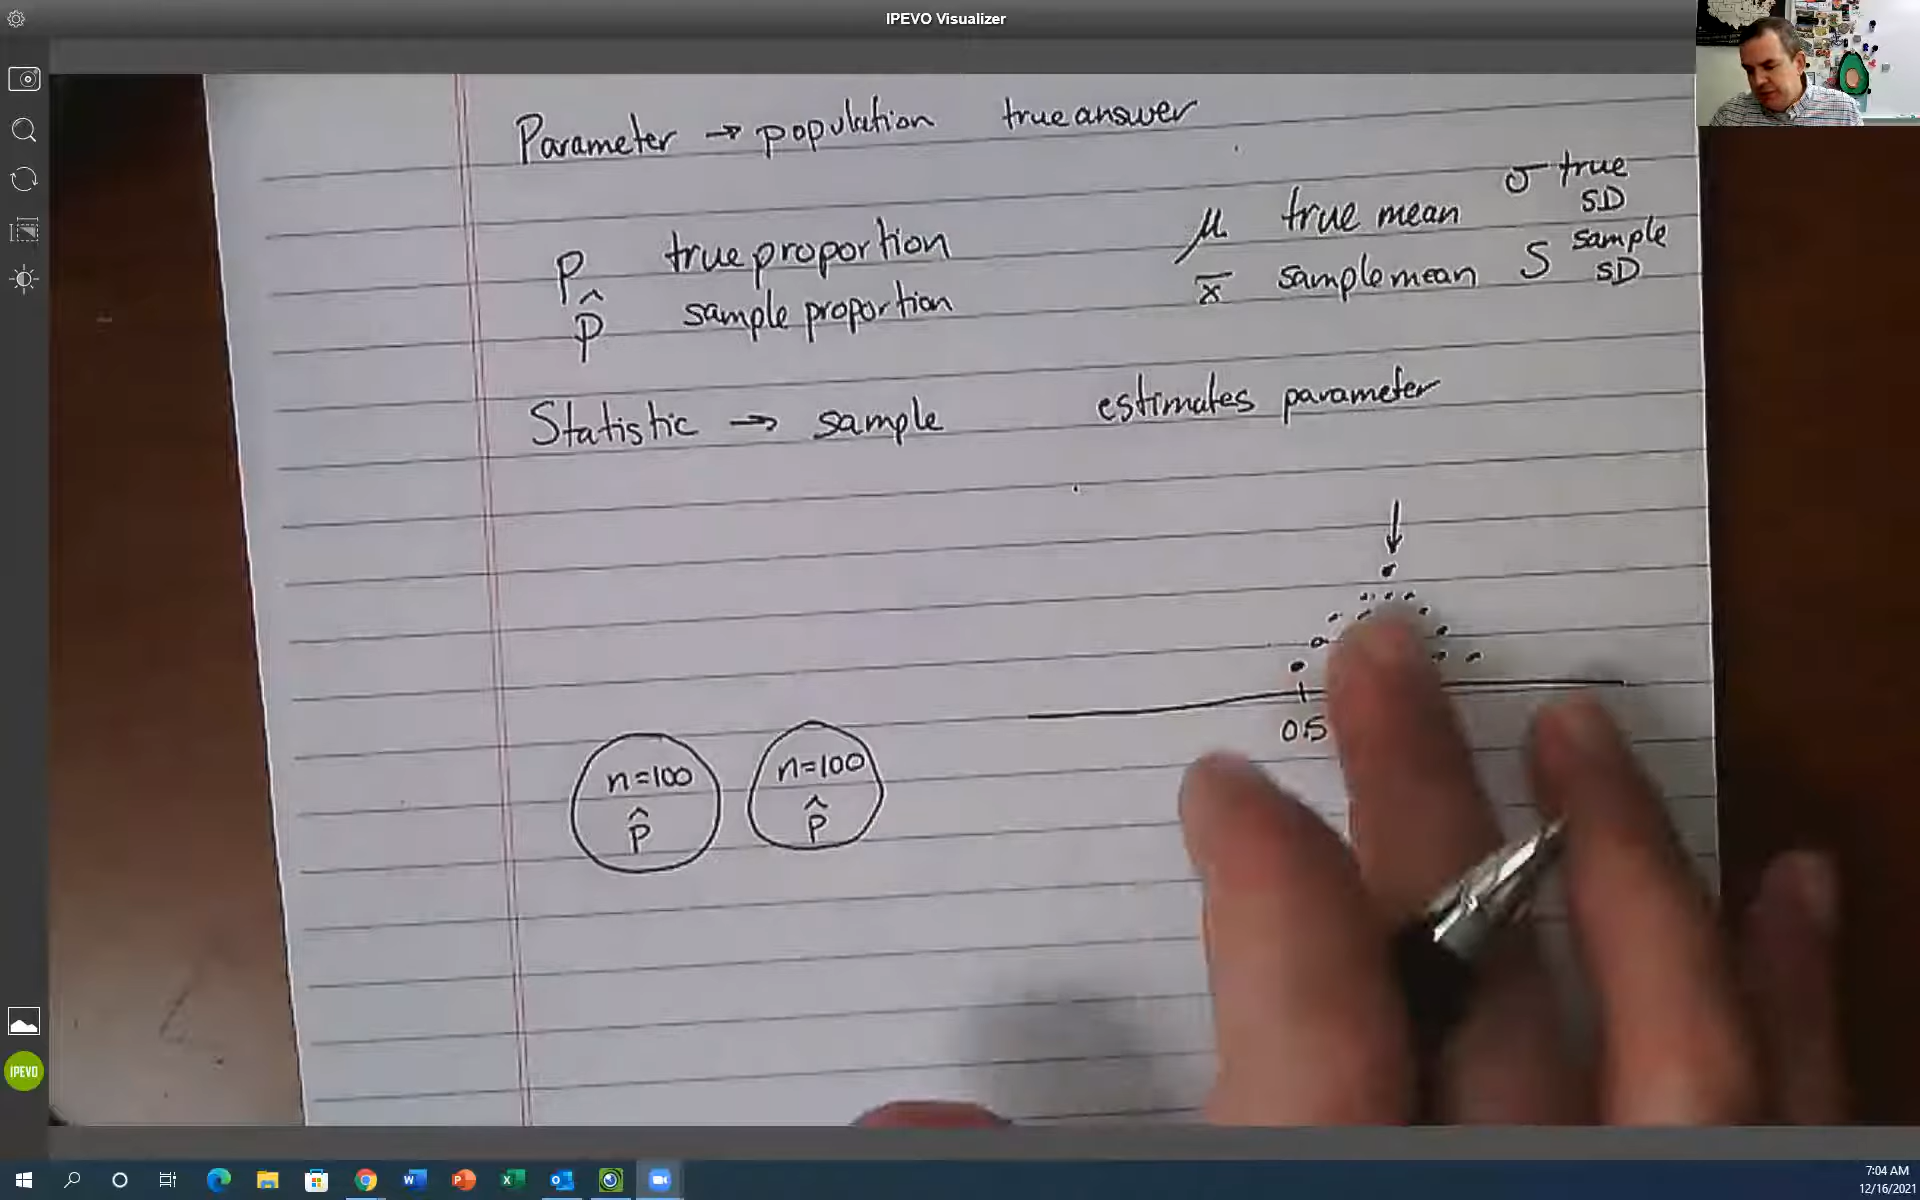 IPEVO Visualizer
Parameter → population true answer
p true proportion
p̂ sample proportion
μ true mean
x̄ sample mean
σ true SD
S sample SD
Statistic → sample estimates parameter
0.5
n=100 n=100
p̂ p̂
IPEVO
7:04 AM
12/16/2021